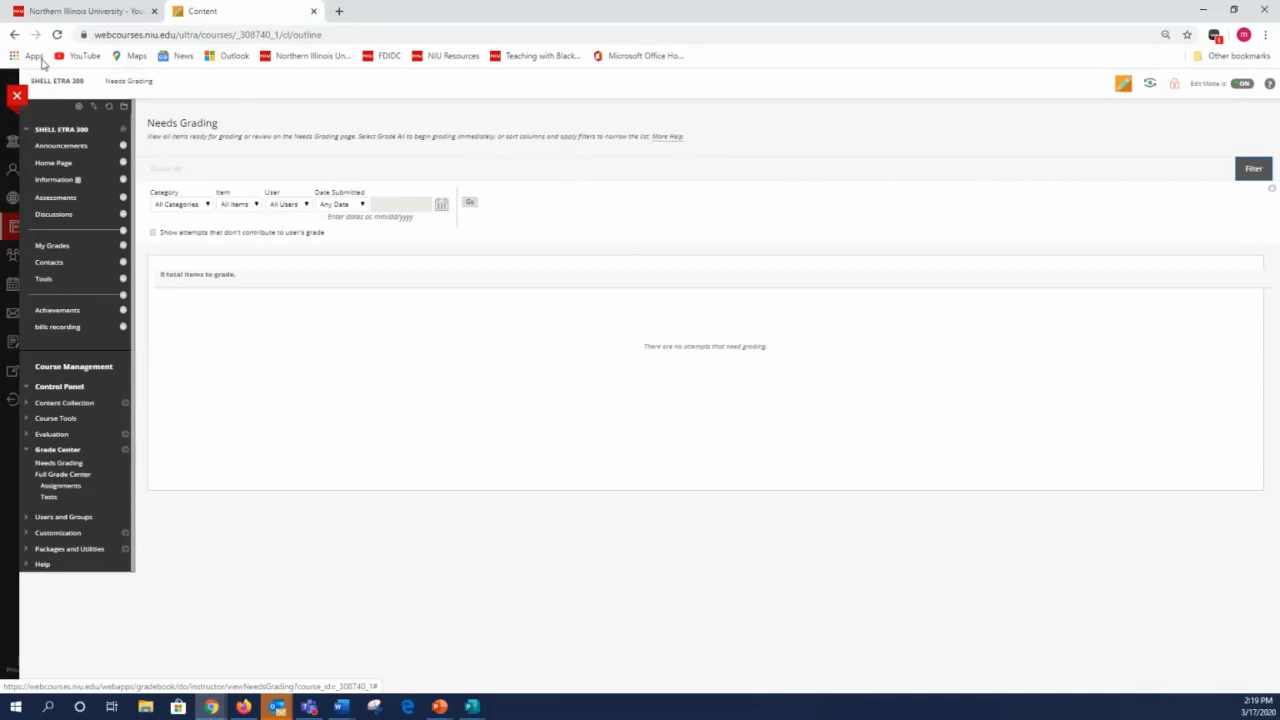 Northern Illinois University - You
Content
webcourses.niu.edu/ultra/courses/_308740_1/cl/outline
m
Apps
YouTube
Maps
News
Outlook
Northern Illinois Un...
FDIDC
NIU Resources
Teaching with Black...
Microsoft Office Ho...
Other bookmarks
SHELL ETRA 300
Needs Grading
Edit Mode is:
ON
SHELL ETRA 300
Announcements
Home Page
Information
Assessments
Discussions
My Grades
Contacts
Tools
Achievements
bills recording
Course Management
Control Panel
Content Collection
Course Tools
Evaluation
Grade Center
Needs Grading
Full Grade Center
Assignments
Tests
Users and Groups
Customization
Packages and Utilities
Help
Needs Grading
View all items ready for grading or review on the Needs Grading page. Select Grade All to begin grading immediately, or sort columns and apply filters to narrow the list. More Help
Grade All
Filter
Category
Item
User
Date Submitted
All Categories
All Items
All Users
Any Date
Go
Enter dates as mm/dd/yyyy
Show attempts that don't contribute to user's grade
0 total items to grade.
There are no attempts that need grading.
https://webcourses.niu.edu/webapps/gradebook/do/instructor/viewNeedsGrading?course_id=_308740_1#
2:19 PM
3/17/2020